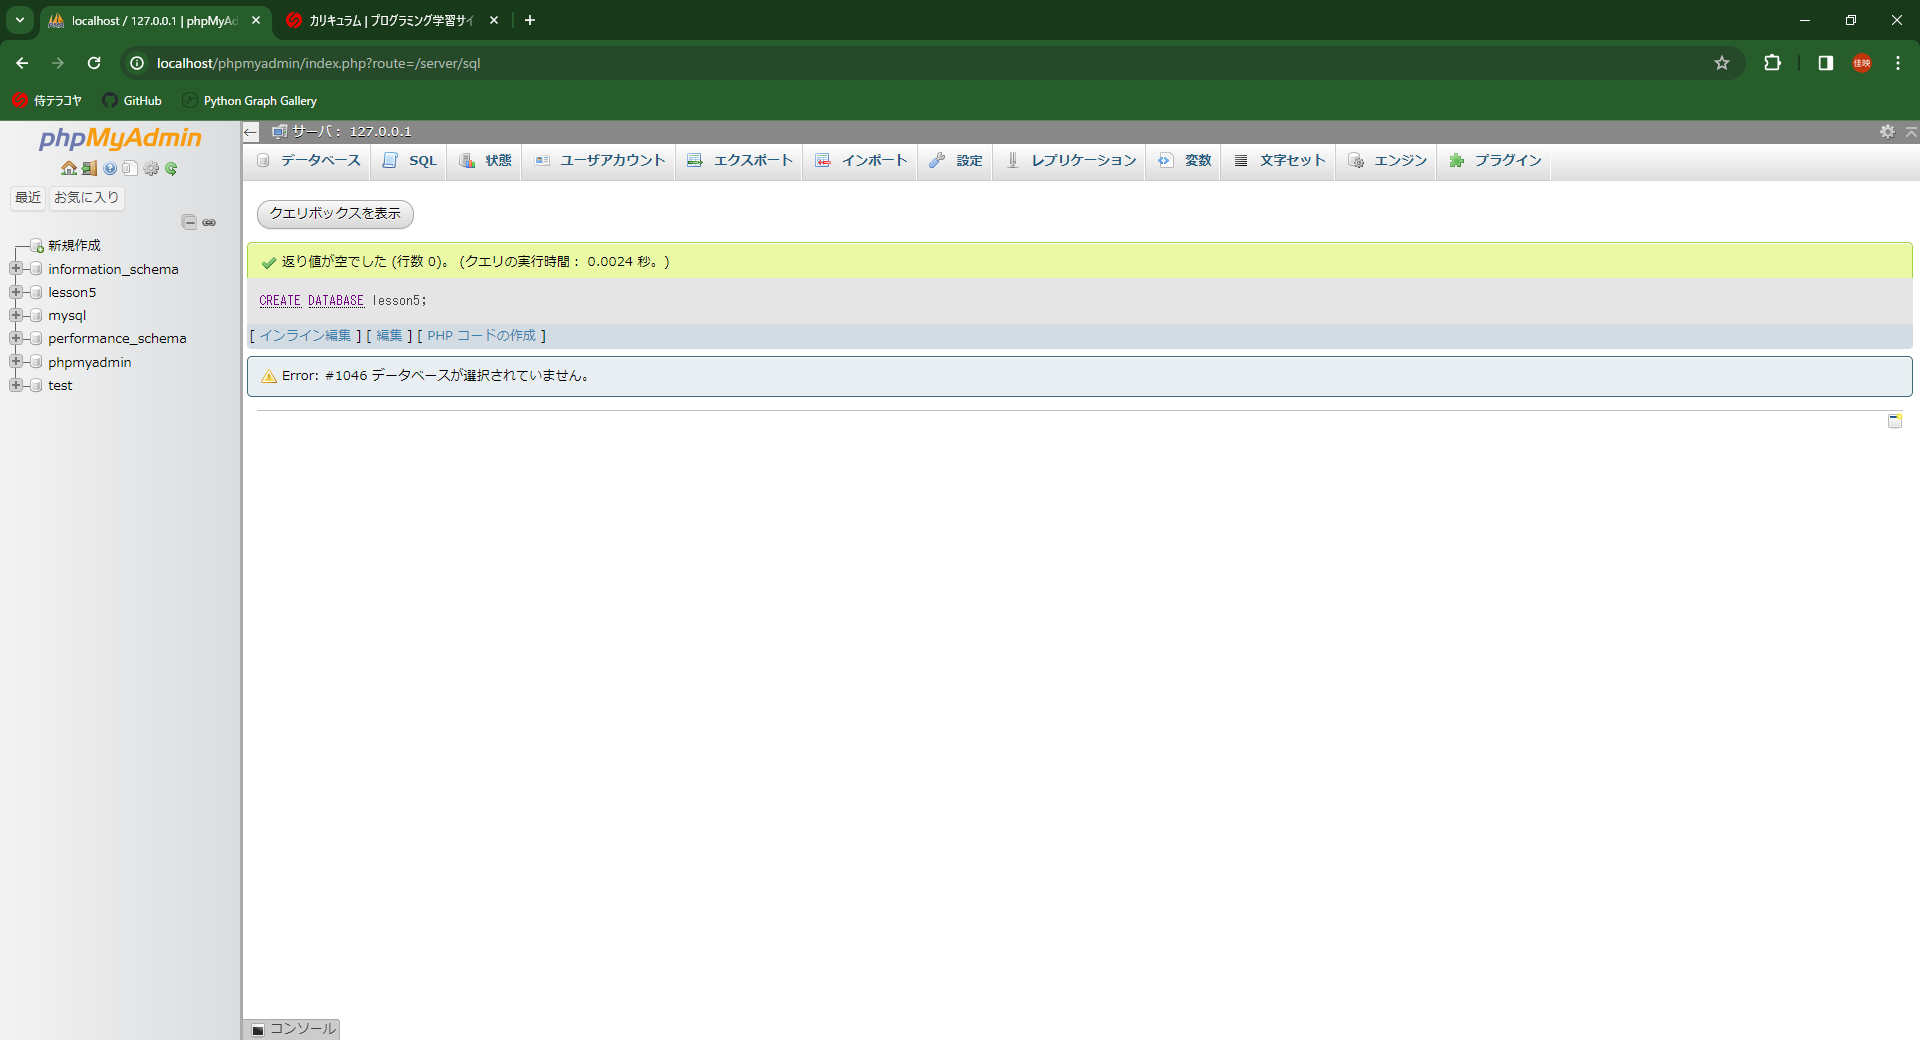 localhost / 127.0.0.1 | phpMyAd
カリキュラム | プログラミング学習サイ
localhost/phpmyadmin/index.php?route=/server/sql
佳映
侍テラコヤ
GitHub
Python Graph Gallery
phpMyAdmin
最近
お気に入り
新規作成
information_schema
lesson5
mysql
performance_schema
phpmyadmin
test
サーバ: 127.0.0.1
データベース
SQL
状態
ユーザアカウント
エクスポート
インポート
設定
レプリケーション
変数
文字セット
エンジン
プラグイン
クエリボックスを表示
返り値が空でした (行数 0)。 (クエリの実行時間: 0.0024 秒。)
CREATE DATABASE lesson5;
[ インライン編集 ] [ 編集 ] [ PHP コードの作成 ]
Error: #1046 データベースが選択されていません。
コンソール